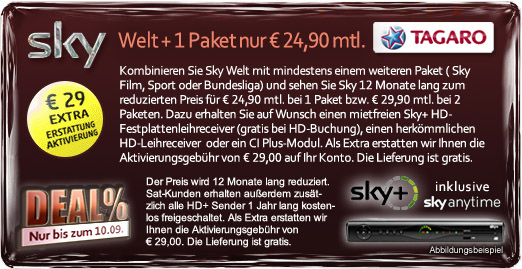 sky
Welt + 1 Paket nur € 24,90 mtl.
TAGARO
Kombinieren Sie Sky Welt mit mindestens einem weiteren Paket ( Sky
Film, Sport oder Bundesliga) und sehen Sie Sky 12 Monate lang zum
reduzierten Preis für € 24,90 mtl. bei 1 Paket bzw. € 29,90 mtl. bei 2
Paketen. Dazu erhalten Sie auf Wunsch einen mietfreien Sky+ HD-
Festplattenleihreceiver (gratis bei HD-Buchung), einen herkömmlichen
HD-Leihreceiver oder ein CI Plus-Modul. Als Extra erstatten wir Ihnen die
Aktivierungsgebühr von € 29,00 auf Ihr Konto. Die Lieferung ist gratis.
€ 29
EXTRA
ERSTATTUNG
AKTIVIERUNG
DEAL%
Nur bis zum 10.09.
Der Preis wird 12 Monate lang reduziert.
Sat-Kunden erhalten außerdem zusätz-
lich alle HD+ Sender 1 Jahr lang kosten-
los freigeschaltet. Als Extra erstatten wir
Ihnen die Aktivierungsgebühr von
€ 29,00. Die Lieferung ist gratis.
sky+
inklusive
sky anytime
Abbildungsbeispiel